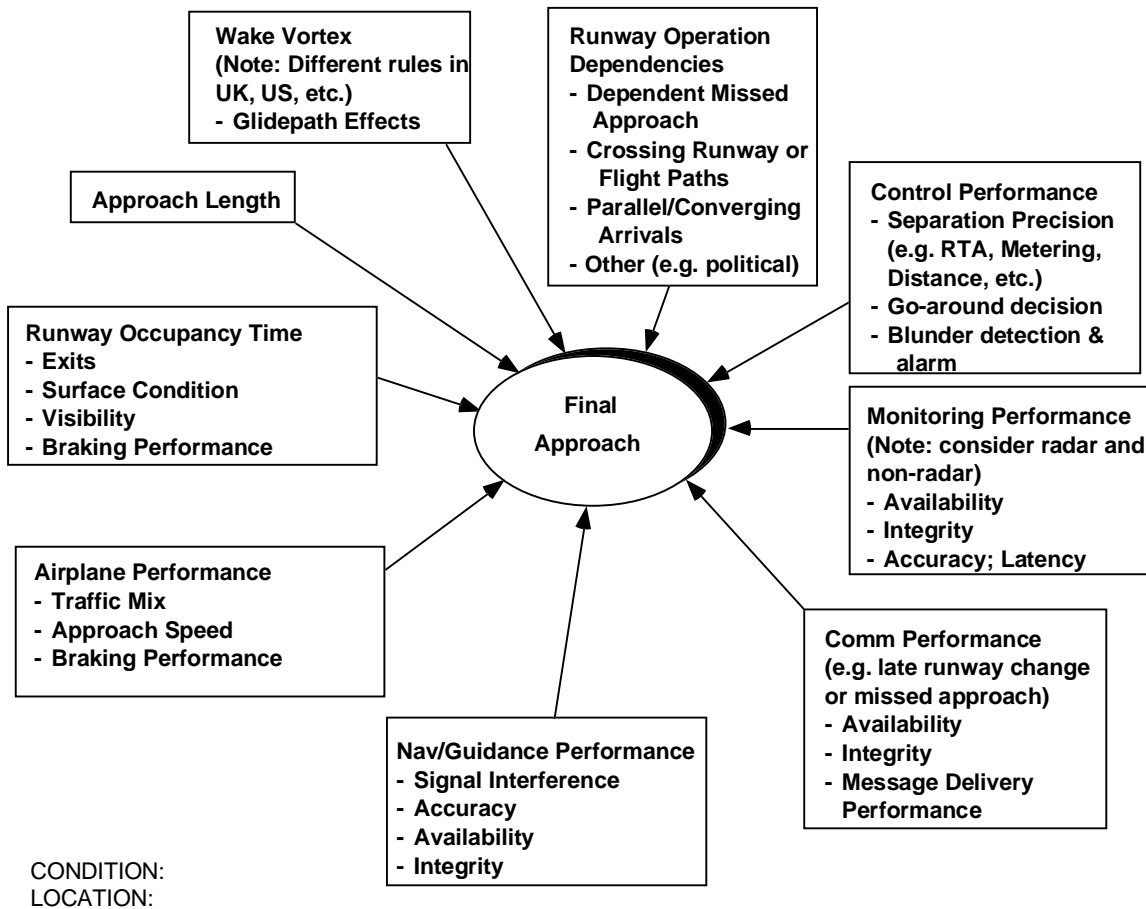 Wake Vortex
(Note: Different rules in
UK, US, etc.)
- Glidepath Effects
Runway Operation
Dependencies
- Dependent Missed
Approach
- Crossing Runway or
Flight Paths
- Parallel/Converging
Arrivals
- Other (e.g. political)
Approach Length
Control Performance
- Separation Precision
(e.g. RTA, Metering,
Distance, etc.)
- Go-around decision
- Blunder detection &
alarm
Runway Occupancy Time
- Exits
- Surface Condition
- Visibility
- Braking Performance
Final
Approach
Monitoring Performance
(Note: consider radar and
non-radar)
- Availability
- Integrity
- Accuracy; Latency
Airplane Performance
- Traffic Mix
- Approach Speed
- Braking Performance
Comm Performance
(e.g. late runway change
or missed approach)
- Availability
- Integrity
- Message Delivery
Performance
Nav/Guidance Performance
- Signal Interference
- Accuracy
- Availability
- Integrity
CONDITION:
LOCATION: